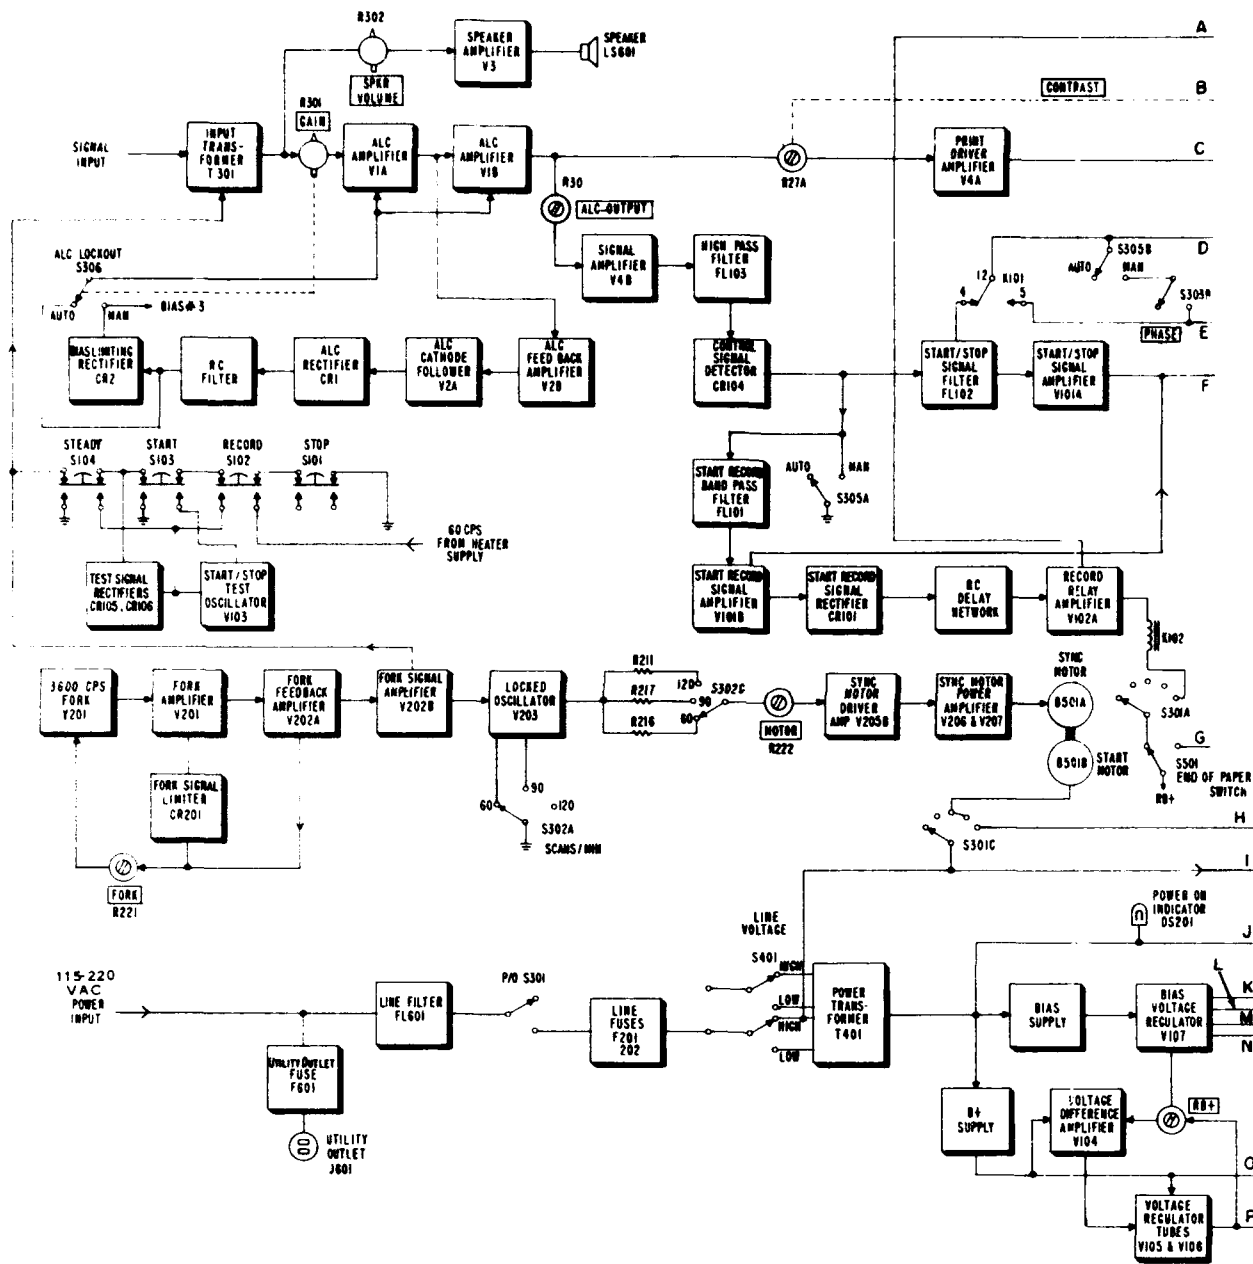 R302
SPEAKER
AMPLIFIER
V3
SPEAKER
LS601
SPKR
VOLUME
A
B
CONTRAST
R301
GAIN
SIGNAL
INPUT
INPUT
TRANS-
FORMER
T301
ALC
AMPLIFIER
V1A
ALC
AMPLIFIER
V1B
R27A
PRINT
DRIVER
AMPLIFIER
V4A
C
R30
ALC-OUTPUT
ALC LOCKOUT
S306
AUTO
MAN
BIAS#3
SIGNAL
AMPLIFIER
V4B
HIGH PASS
FILTER
FL103
D
S305B
AUTO
MAN
12
K101
4
5
S303A
PHASE
E
BIAS LIMITING
RECTIFIER
CR2
RC
FILTER
ALC
RECTIFIER
CR1
ALC
CATHODE
FOLLOWER
V2A
ALC
FEED BACK
AMPLIFIER
V2B
CONTROL
SIGNAL
DETECTOR
CR104
START/STOP
SIGNAL
FILTER
FL102
START/STOP
SIGNAL
AMPLIFIER
V101A
F
STEADY
S104
START
S103
RECORD
S102
STOP
S101
60 CPS
FROM HEATER
SUPPLY
START RECORD
BAND PASS
FILTER
FL101
AUTO
MAN
S305A
TEST SIGNAL
RECTIFIERS
CR105, CR106
START/STOP
TEST
OSCILLATOR
V103
START RECORD
SIGNAL
AMPLIFIER
V101B
START RECORD
SIGNAL
RECTIFIER
CR101
RC
DELAY
NETWORK
RECORD
RELAY
AMPLIFIER
V102A
K102
3600 CPS
FORK
Y201
FORK
AMPLIFIER
V201
FORK
FEEDBACK
AMPLIFIER
V202A
FORK SIGNAL
AMPLIFIER
V202B
LOCKED
OSCILLATOR
V203
R211
R217
R216
120
90
60
S302C
MOTOR
R222
SYNC
MOTOR
DRIVER
AMP V205B
SYNC MOTOR
POWER
AMPLIFIER
V206 & V207
SYNC
MOTOR
B501A
B501B
START
MOTOR
S301A
G
S501
END OF PAPER
SWITCH
RB+
FORK SIGNAL
LIMITER
CR201
60
90
120
S302A
SCANS/MIN
FORK
R221
S301C
H
I
POWER ON
INDICATOR
DS201
J
LINE
VOLTAGE
S401
HIGH
LOW
HIGH
LOW
115-220
VAC
POWER
INPUT
LINE FILTER
FL601
P/O S301
LINE
FUSES
F201
202
POWER
TRANS-
FORMER
T401
BIAS
SUPPLY
BIAS
VOLTAGE
REGULATOR
V107
L
K
M
N
UTILITY OUTLET
FUSE
F601
UTILITY
OUTLET
J601
B+
SUPPLY
VOLTAGE
DIFFERENCE
AMPLIFIER
V104
RB+
O
VOLTAGE
REGULATOR
TUBES
V105 & V106
P